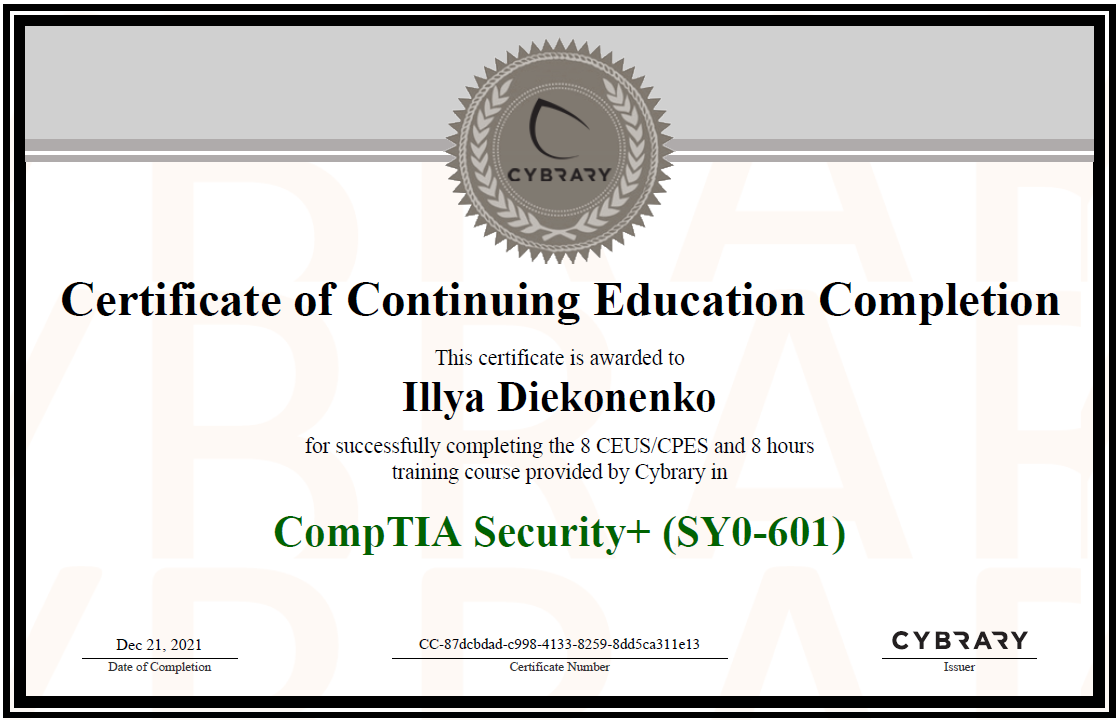 CYBRARY
Certificate of Continuing Education Completion
This certificate is awarded to
Illya Diekonenko
for successfully completing the 8 CEUS/CPES and 8 hours
training course provided by Cybrary in
CompTIA Security+ (SY0-601)
Dec 21, 2021
Date of Completion
CC-87dcbdad-c998-4133-8259-8dd5ca311e13
Certificate Number
CYBRARY
Issuer